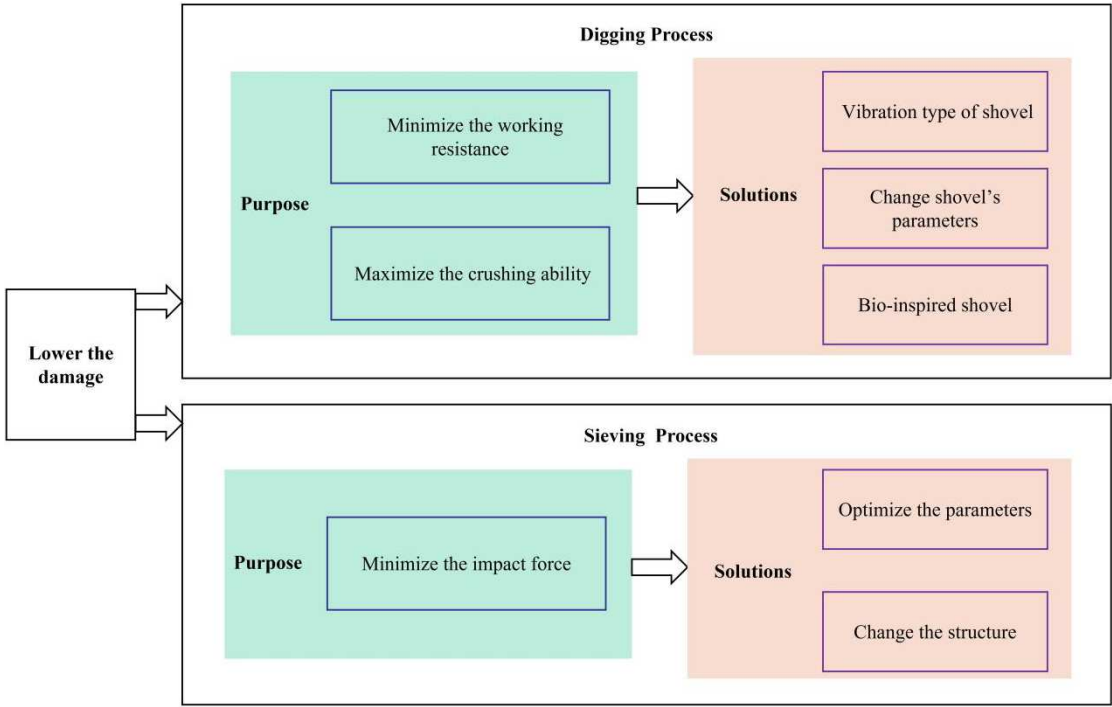 Digging Process
Purpose
Minimize the working
resistance
Maximize the crushing ability
Solutions
Vibration type of shovel
Change shovel's
parameters
Bio-inspired shovel
Lower the
damage
Sieving Process
Purpose
Minimize the impact force
Solutions
Optimize the parameters
Change the structure